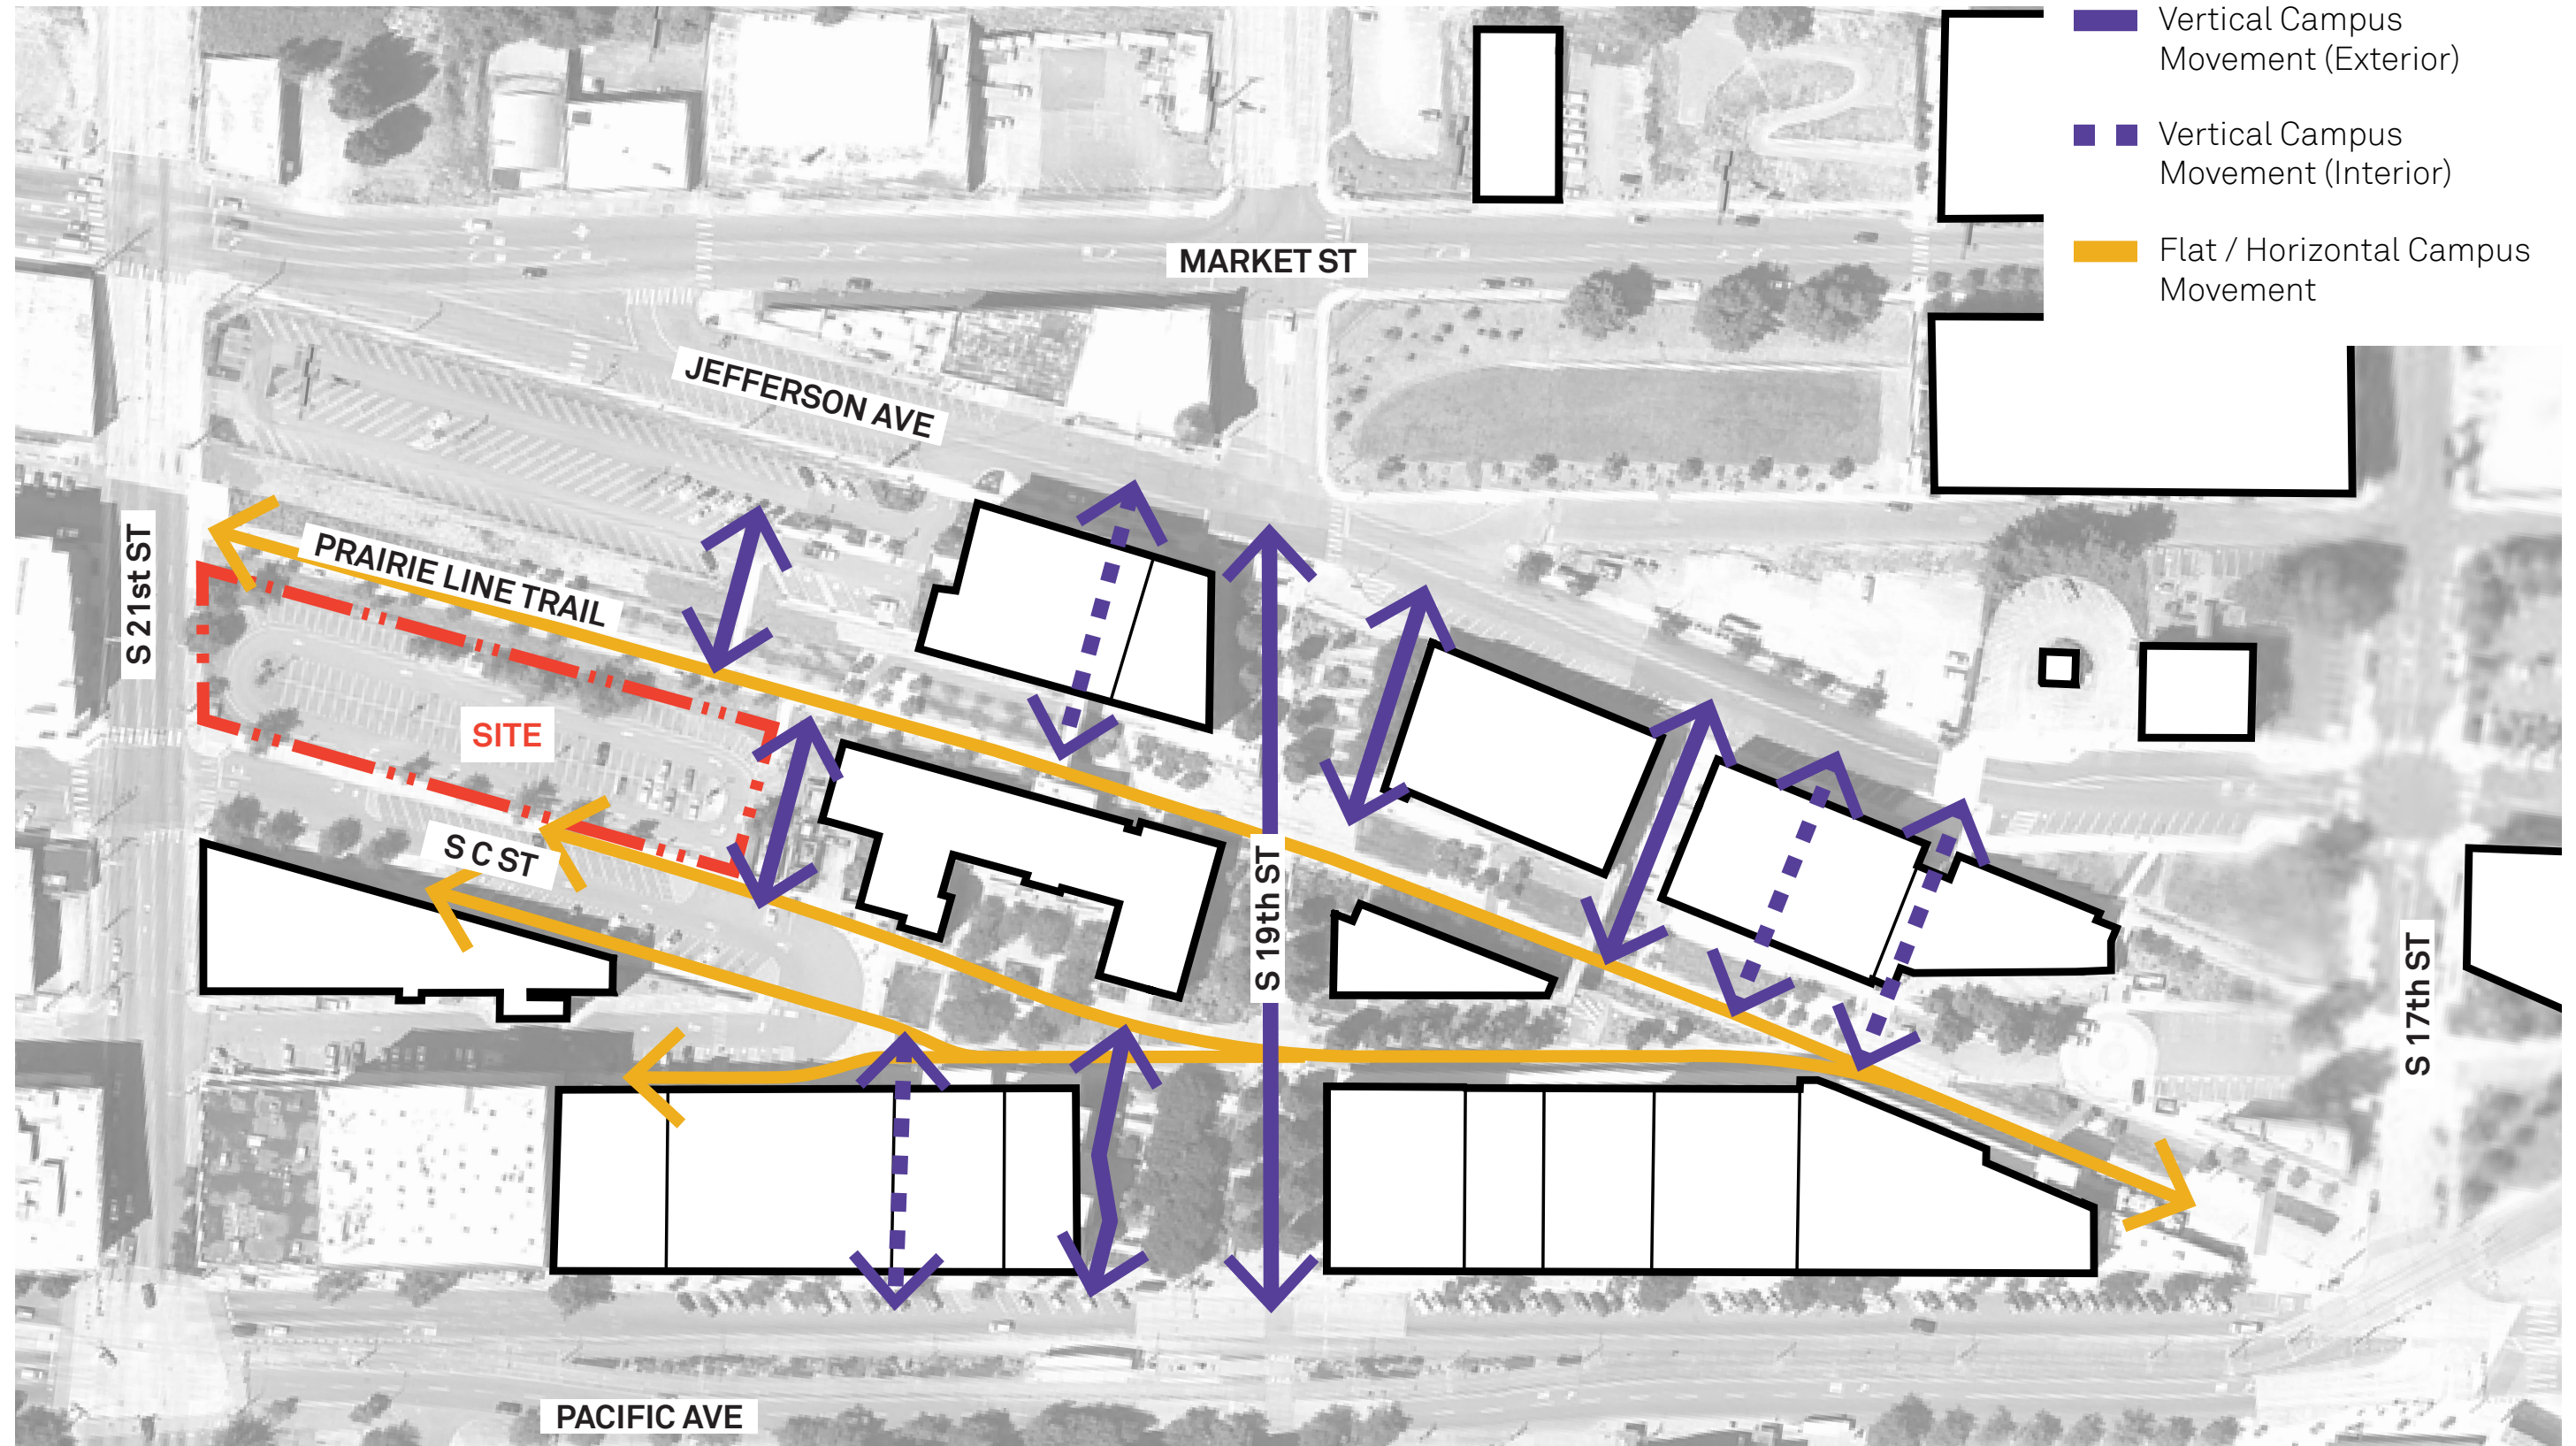 Vertical Campus
Movement (Exterior)
Vertical Campus
Movement (Interior)
Flat / Horizontal Campus
Movement
MARKET ST
JEFFERSON AVE
PRAIRIE LINE TRAIL
S 21st ST
SITE
S C ST
S 19th ST
S 17th ST
PACIFIC AVE